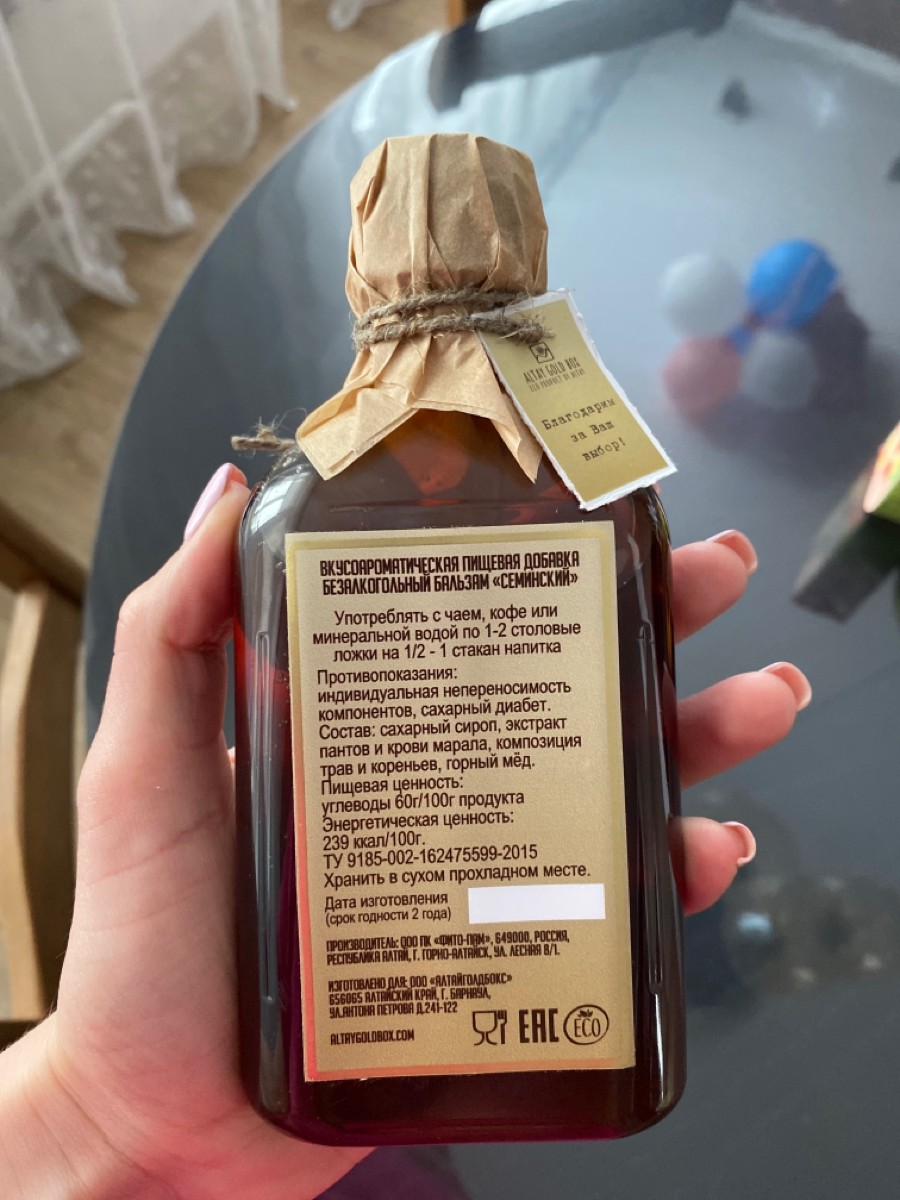 ALTAY GOLD BOX
ECO PRODUCT OF ALTAY
Благодарим
за Ваш
выбор!
ВКУСОАРОМАТИЧЕСКАЯ ПИЩЕВАЯ ДОБАВКА
БЕЗАЛКОГОЛЬНЫЙ БАЛЬЗАМ «СЕМИНСКИЙ»
Употреблять с чаем, кофе или
минеральной водой по 1-2 столовые
ложки на 1/2 - 1 стакан напитка
Противопоказания:
индивидуальная непереносимость
компонентов, сахарный диабет.
Состав: сахарный сироп, экстракт
пантов и крови марала, композиция
трав и кореньев, горный мёд.
Пищевая ценность:
углеводы 60г/100г продукта
Энергетическая ценность:
239 ккал/100г.
ТУ 9185-002-162475599-2015
Хранить в сухом прохладном месте.
Дата изготовления
(срок годности 2 года)
ПРОИЗВОДИТЕЛЬ: ООО ПК «ФИТО-ПАМ», 649000, РОССИЯ,
РЕСПУБЛИКА АЛТАЙ, Г. ГОРНО-АЛТАЙСК, УЛ. ЛЕСНАЯ 8/1.
ИЗГОТОВЛЕНО ДЛЯ: ООО «АЛТАЙГОЛДБОКС»
656065 АЛТАЙСКИЙ КРАЙ, Г. БАРНАУЛ,
УЛ.АНТОНА ПЕТРОВА Д.241-122
ALTAYGOLDBOX.COM
EAC
ECO